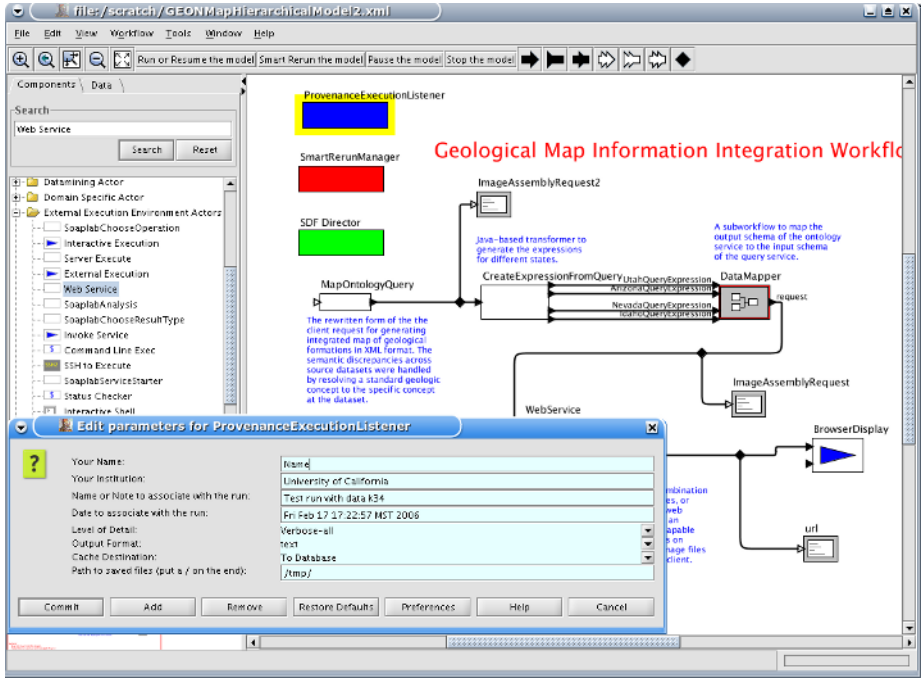 file:/scratch/GEONMapHierarchicalModel2.xml
File Edit View Workflow Tools Window Help
Run or Resume the model Smart Rerun the model Pause the model Stop the model
Components Data
Search
Web Service
Search Reset
Datamining Actor
Domain Specific Actor
External Execution Environment Actors
SoaplabChooseOperation
Interactive Execution
Server Execute
External Execution
Web Service
SoaplabAnalysis
SoaplabChooseResultType
Invoke Service
Command Line Exec
SSH to Execute
SoaplabServiceStarter
Status Checker
Interactive Shell
ProvenanceExecutionListener
Geological Map Information Integration Workflo
SmartRerunManager
ImageAssemblyRequest2
SDF Director
Java-based transformer to
generate the expressions
for different states.
A subworkflow to map the
output schema of the ontology
service to the input schema
of the query service.
MapOntologyQuery
CreateExpressionFromQuery
UtahQueryExpression
ArizonaQueryExpression
NevadaQueryExpression
IdahoQueryExpression
DataMapper
request
The rewritten form of the the
client request for generating
integrated map of geological
formations in XML format. The
semantic discrepancies across
source datasets were handled
by resolving a standard geologic
concept to the specific concept
at the dataset.
ImageAssemblyRequest
WebService
BrowserDisplay
mbination
es, or
web
an
apable
s on
nage files
client.
url
Edit parameters for ProvenanceExecutionListener
Your Name: Name
Your Institution: University of California
Name or Note to associate with the run: Test run with data k34
Date to associate with the run: Fri Feb 17 17:22:57 MST 2006
Level of Detail: Verbose-all
Output Format: text
Cache Destination: To Database
Path to saved files (put a / on the end): /tmp/
Commit Add Remove Restore Defaults Preferences Help Cancel